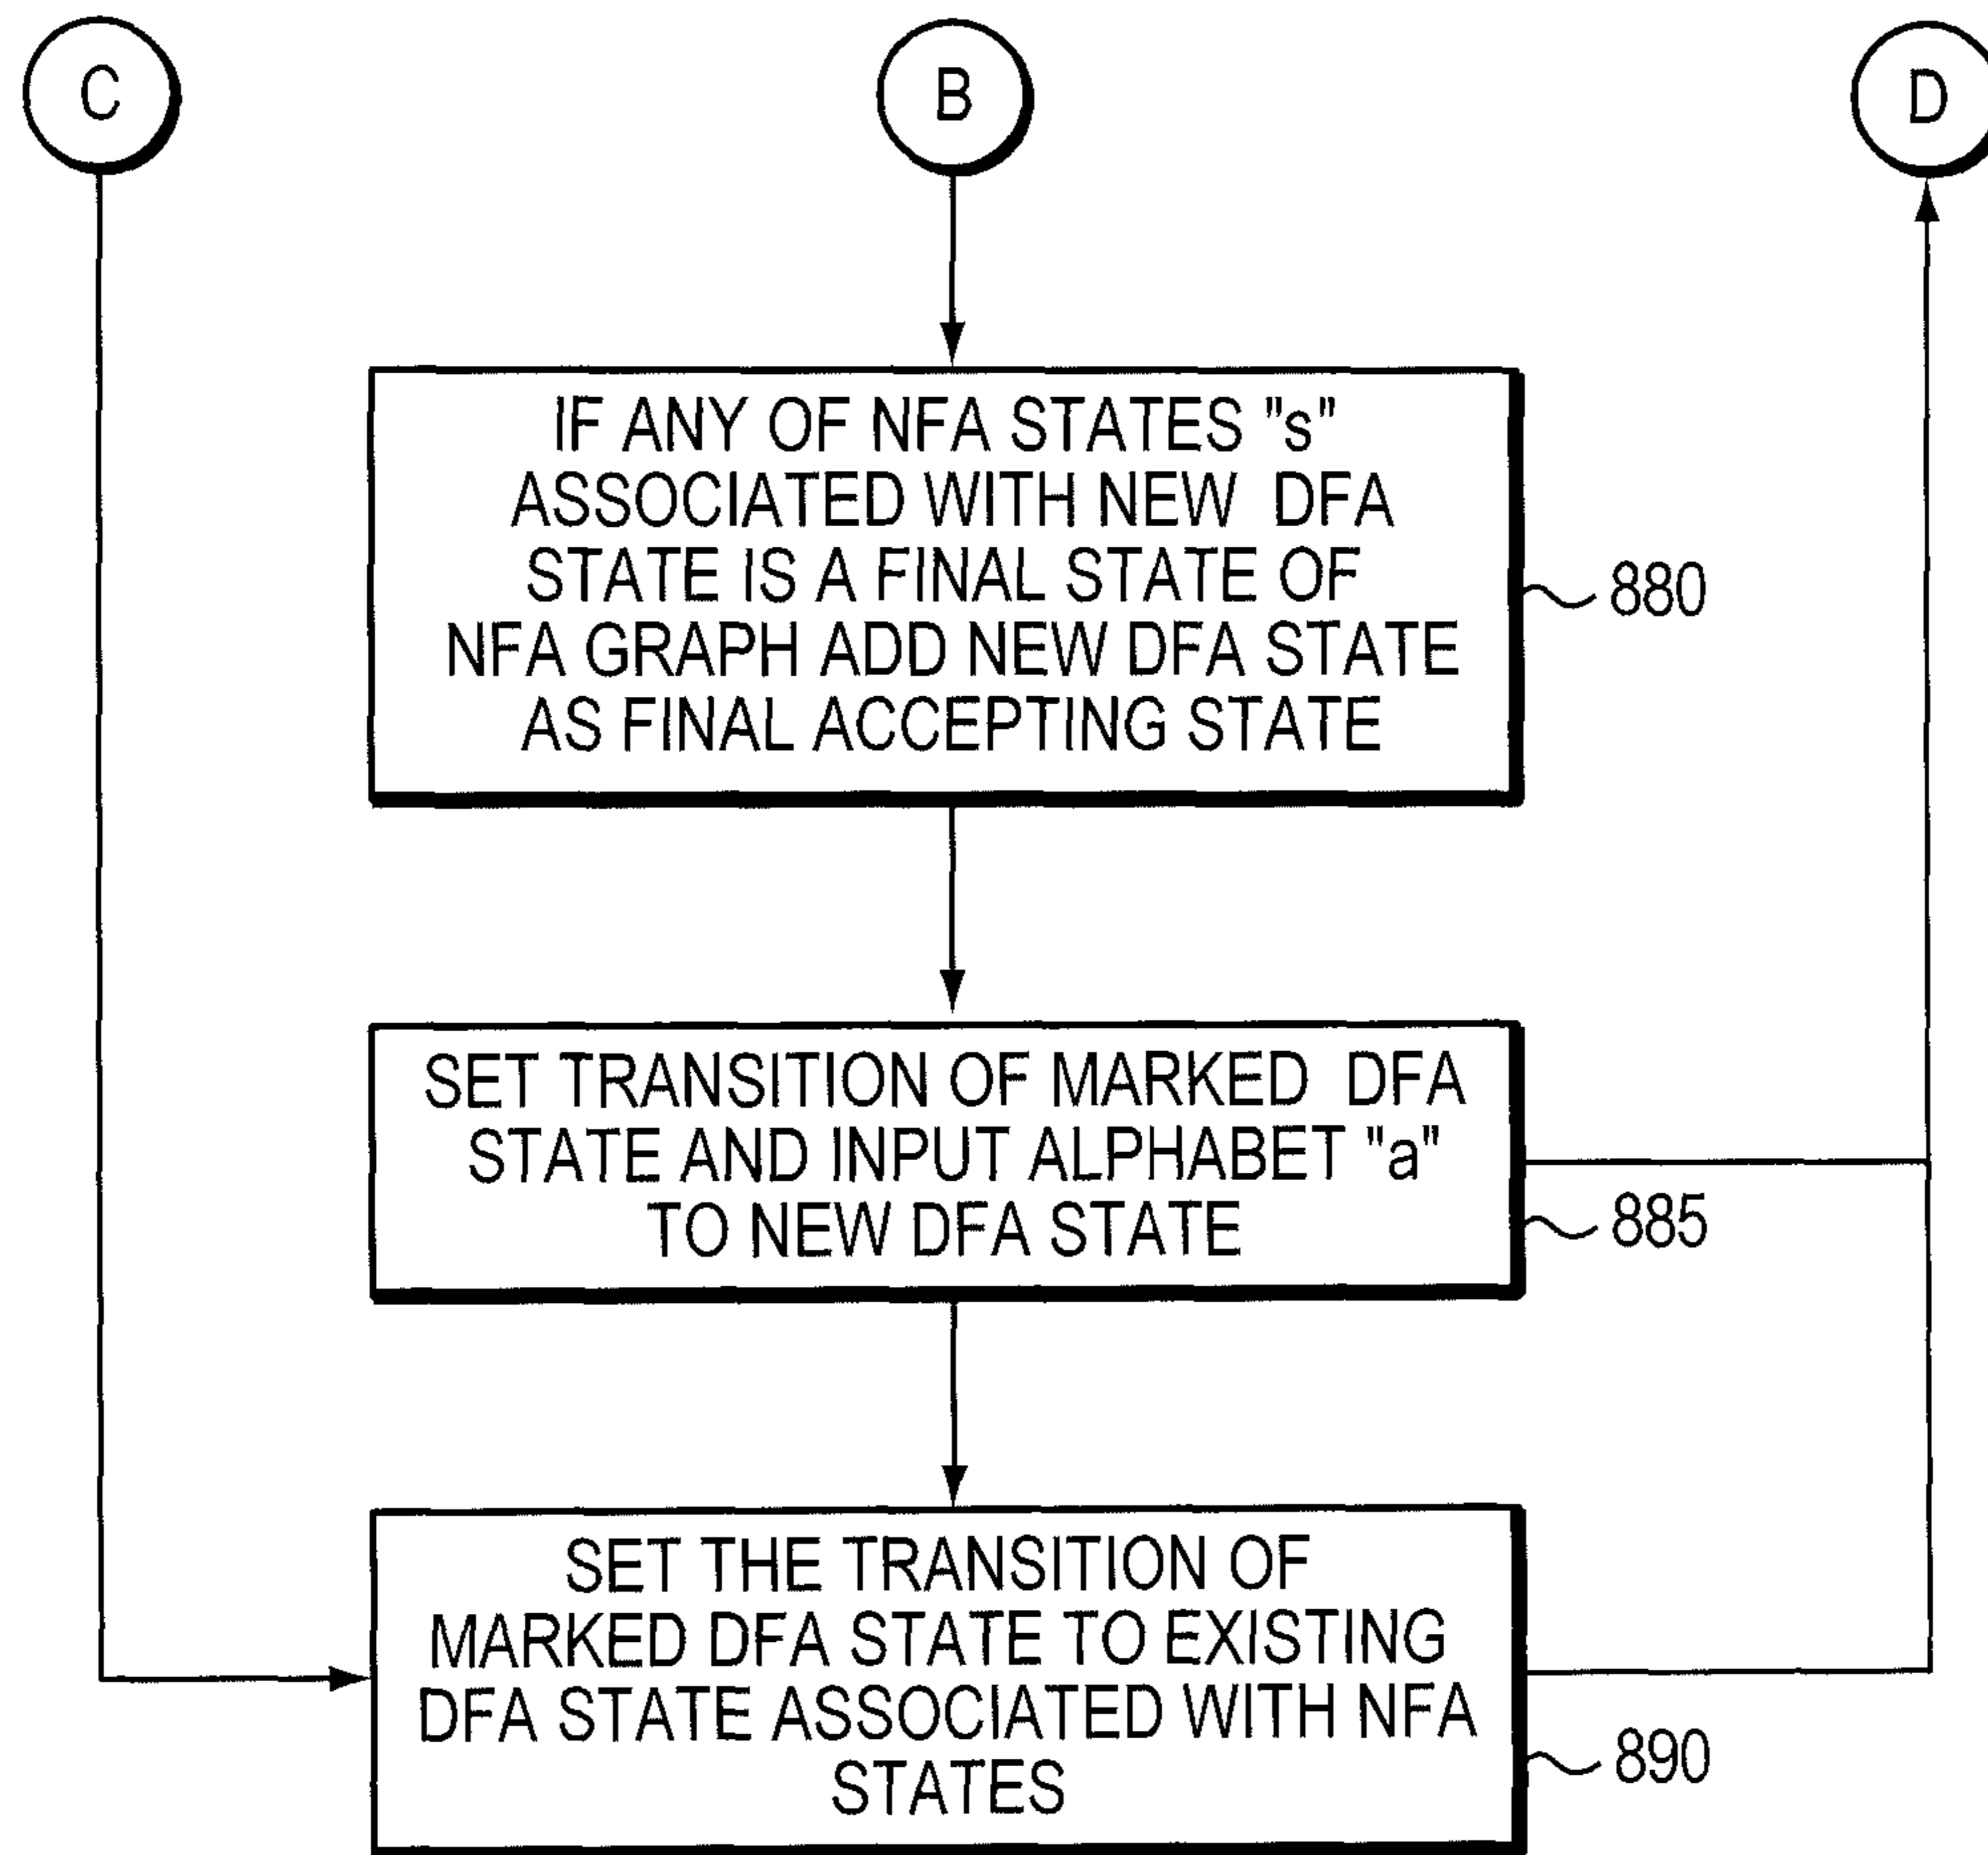 C
B
D
IF ANY OF NFA STATES "s"
ASSOCIATED WITH NEW DFA
STATE IS A FINAL STATE OF
NFA GRAPH ADD NEW DFA STATE
AS FINAL ACCEPTING STATE
880
SET TRANSITION OF MARKED DFA
STATE AND INPUT ALPHABET "a"
TO NEW DFA STATE
885
SET THE TRANSITION OF
MARKED DFA STATE TO EXISTING
DFA STATE ASSOCIATED WITH NFA
STATES
890